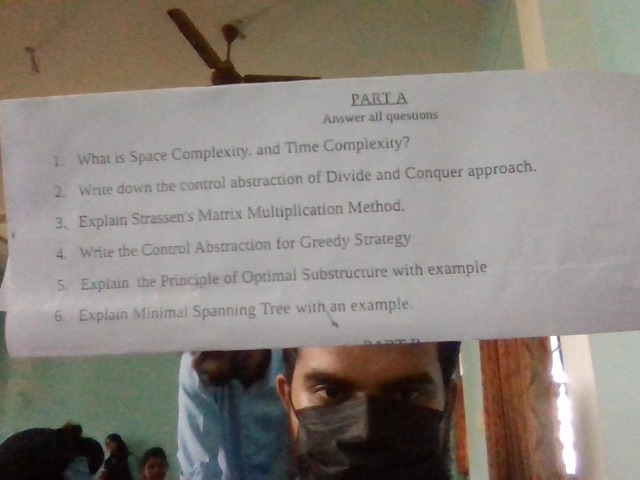 PART A
Answer all questions
1. What is Space Complexity, and Time Complexity?
2. Write down the control abstraction of Divide and Conquer approach.
3. Explain Strassen's Matrix Multiplication Method.
4. Write the Control Abstraction for Greedy Strategy
5. Explain the Principle of Optimal Substructure with example
6. Explain Minimal Spanning Tree with an example.